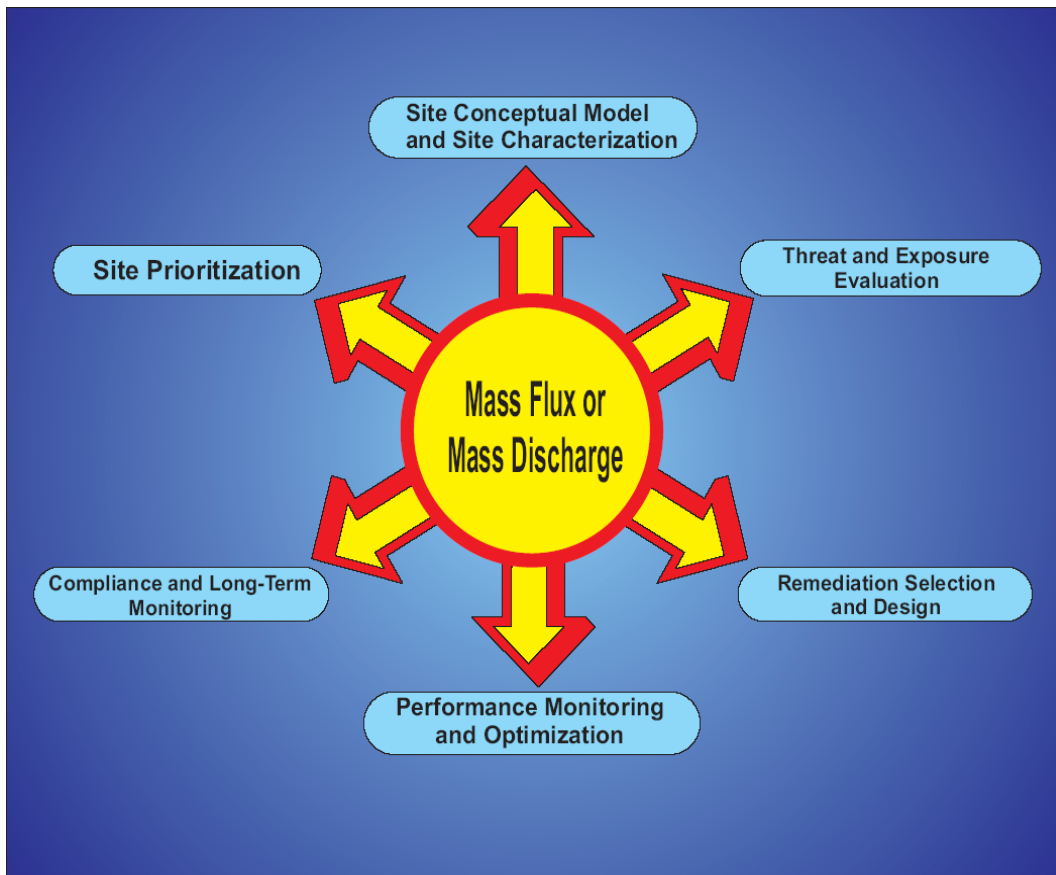 Site Conceptual Model
and Site Characterization
Site Prioritization
Threat and Exposure
Evaluation
Mass Flux or
Mass Discharge
Compliance and Long-Term
Monitoring
Remediation Selection
and Design
Performance Monitoring
and Optimization